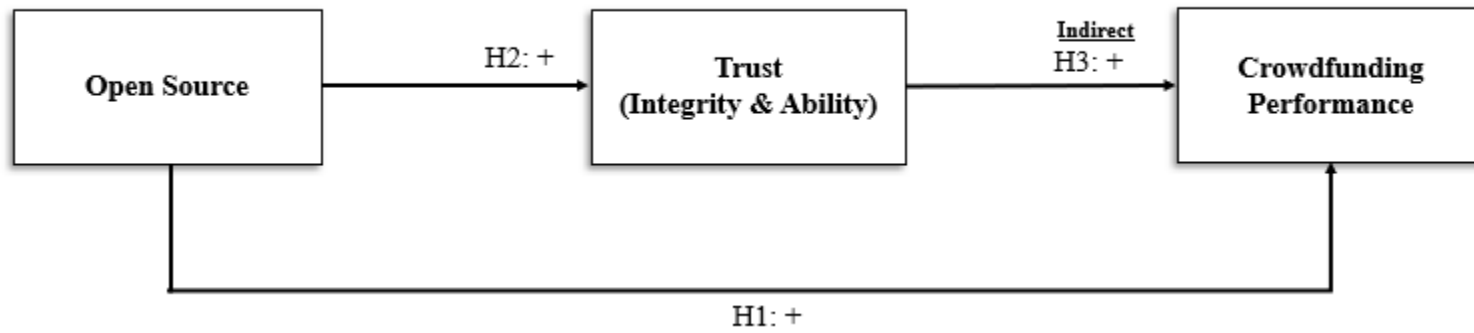 Open Source
H2: +
Trust
(Integrity & Ability)
Indirect
H3: +
Crowdfunding
Performance
H1: +